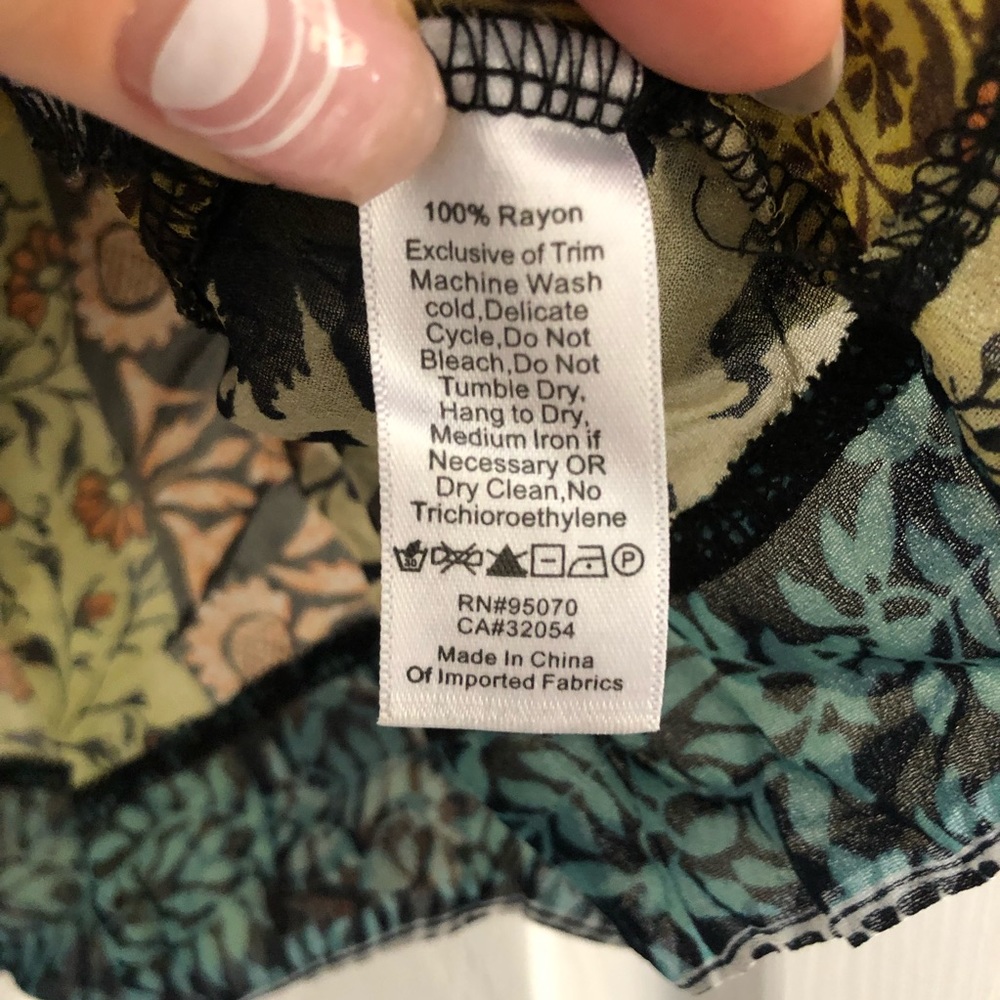 100% Rayon
Exclusive of Trim
Machine Wash
cold,Delicate
Cycle,Do Not
Bleach,Do Not
Tumble Dry,
Hang to Dry,
Medium Iron if
Necessary OR
Dry Clean,No
Trichioroethylene
30 P
RN#95070
CA#32054
Made In China
Of Imported Fabrics